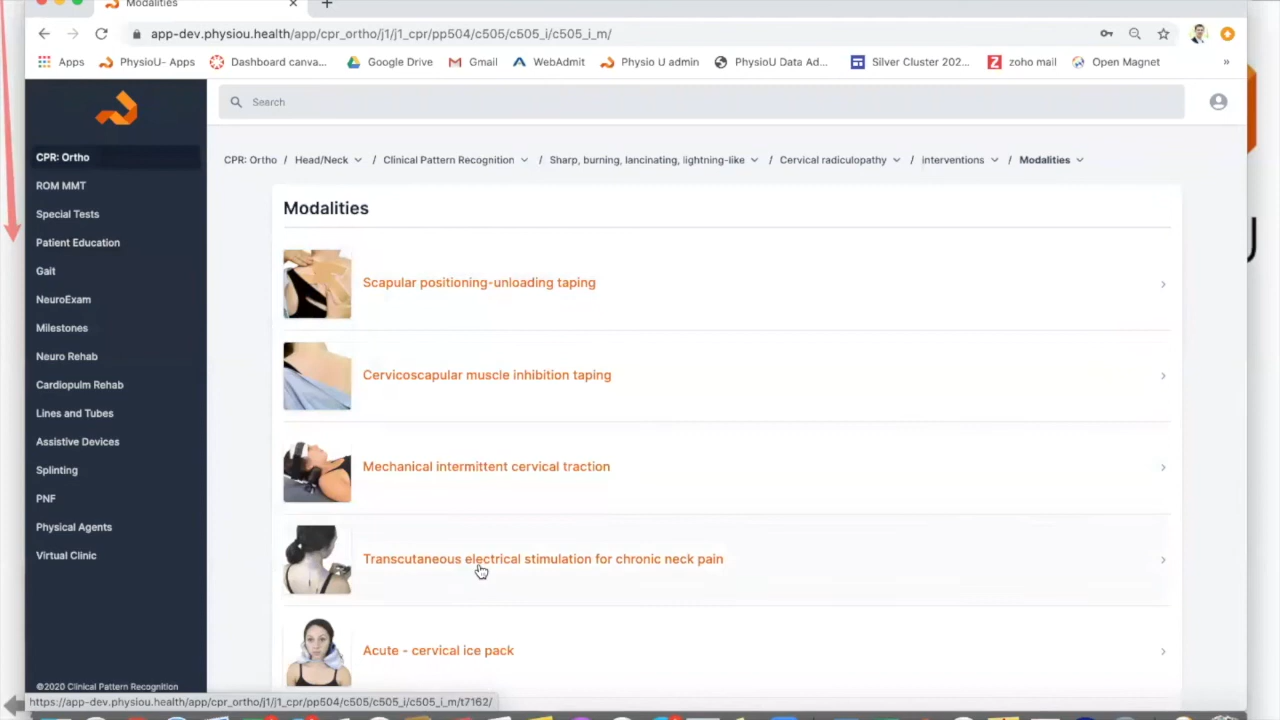 Modalities
app-dev.physiou.health/app/cpr_ortho/j1/j1_cpr/pp504/c505/c505_i/c505_i_m/
Apps PhysioU- Apps Dashboard canva... Google Drive Gmail WebAdmit Physio U admin PhysioU Data Ad... Silver Cluster 202... zoho mail Open Magnet »
Search
CPR: Ortho
ROM MMT
Special Tests
Patient Education
Gait
NeuroExam
Milestones
Neuro Rehab
Cardiopulm Rehab
Lines and Tubes
Assistive Devices
Splinting
PNF
Physical Agents
Virtual Clinic
©2020 Clinical Pattern Recognition
CPR: Ortho / Head/Neck / Clinical Pattern Recognition / Sharp, burning, lancinating, lightning-like / Cervical radiculopathy / interventions / Modalities
Modalities
Scapular positioning-unloading taping
Cervicoscapular muscle inhibition taping
Mechanical intermittent cervical traction
Transcutaneous electrical stimulation for chronic neck pain
Acute - cervical ice pack
https://app-dev.physiou.health/app/cpr_ortho/j1/j1_cpr/pp504/c505/c505_i/c505_i_m/t7162/